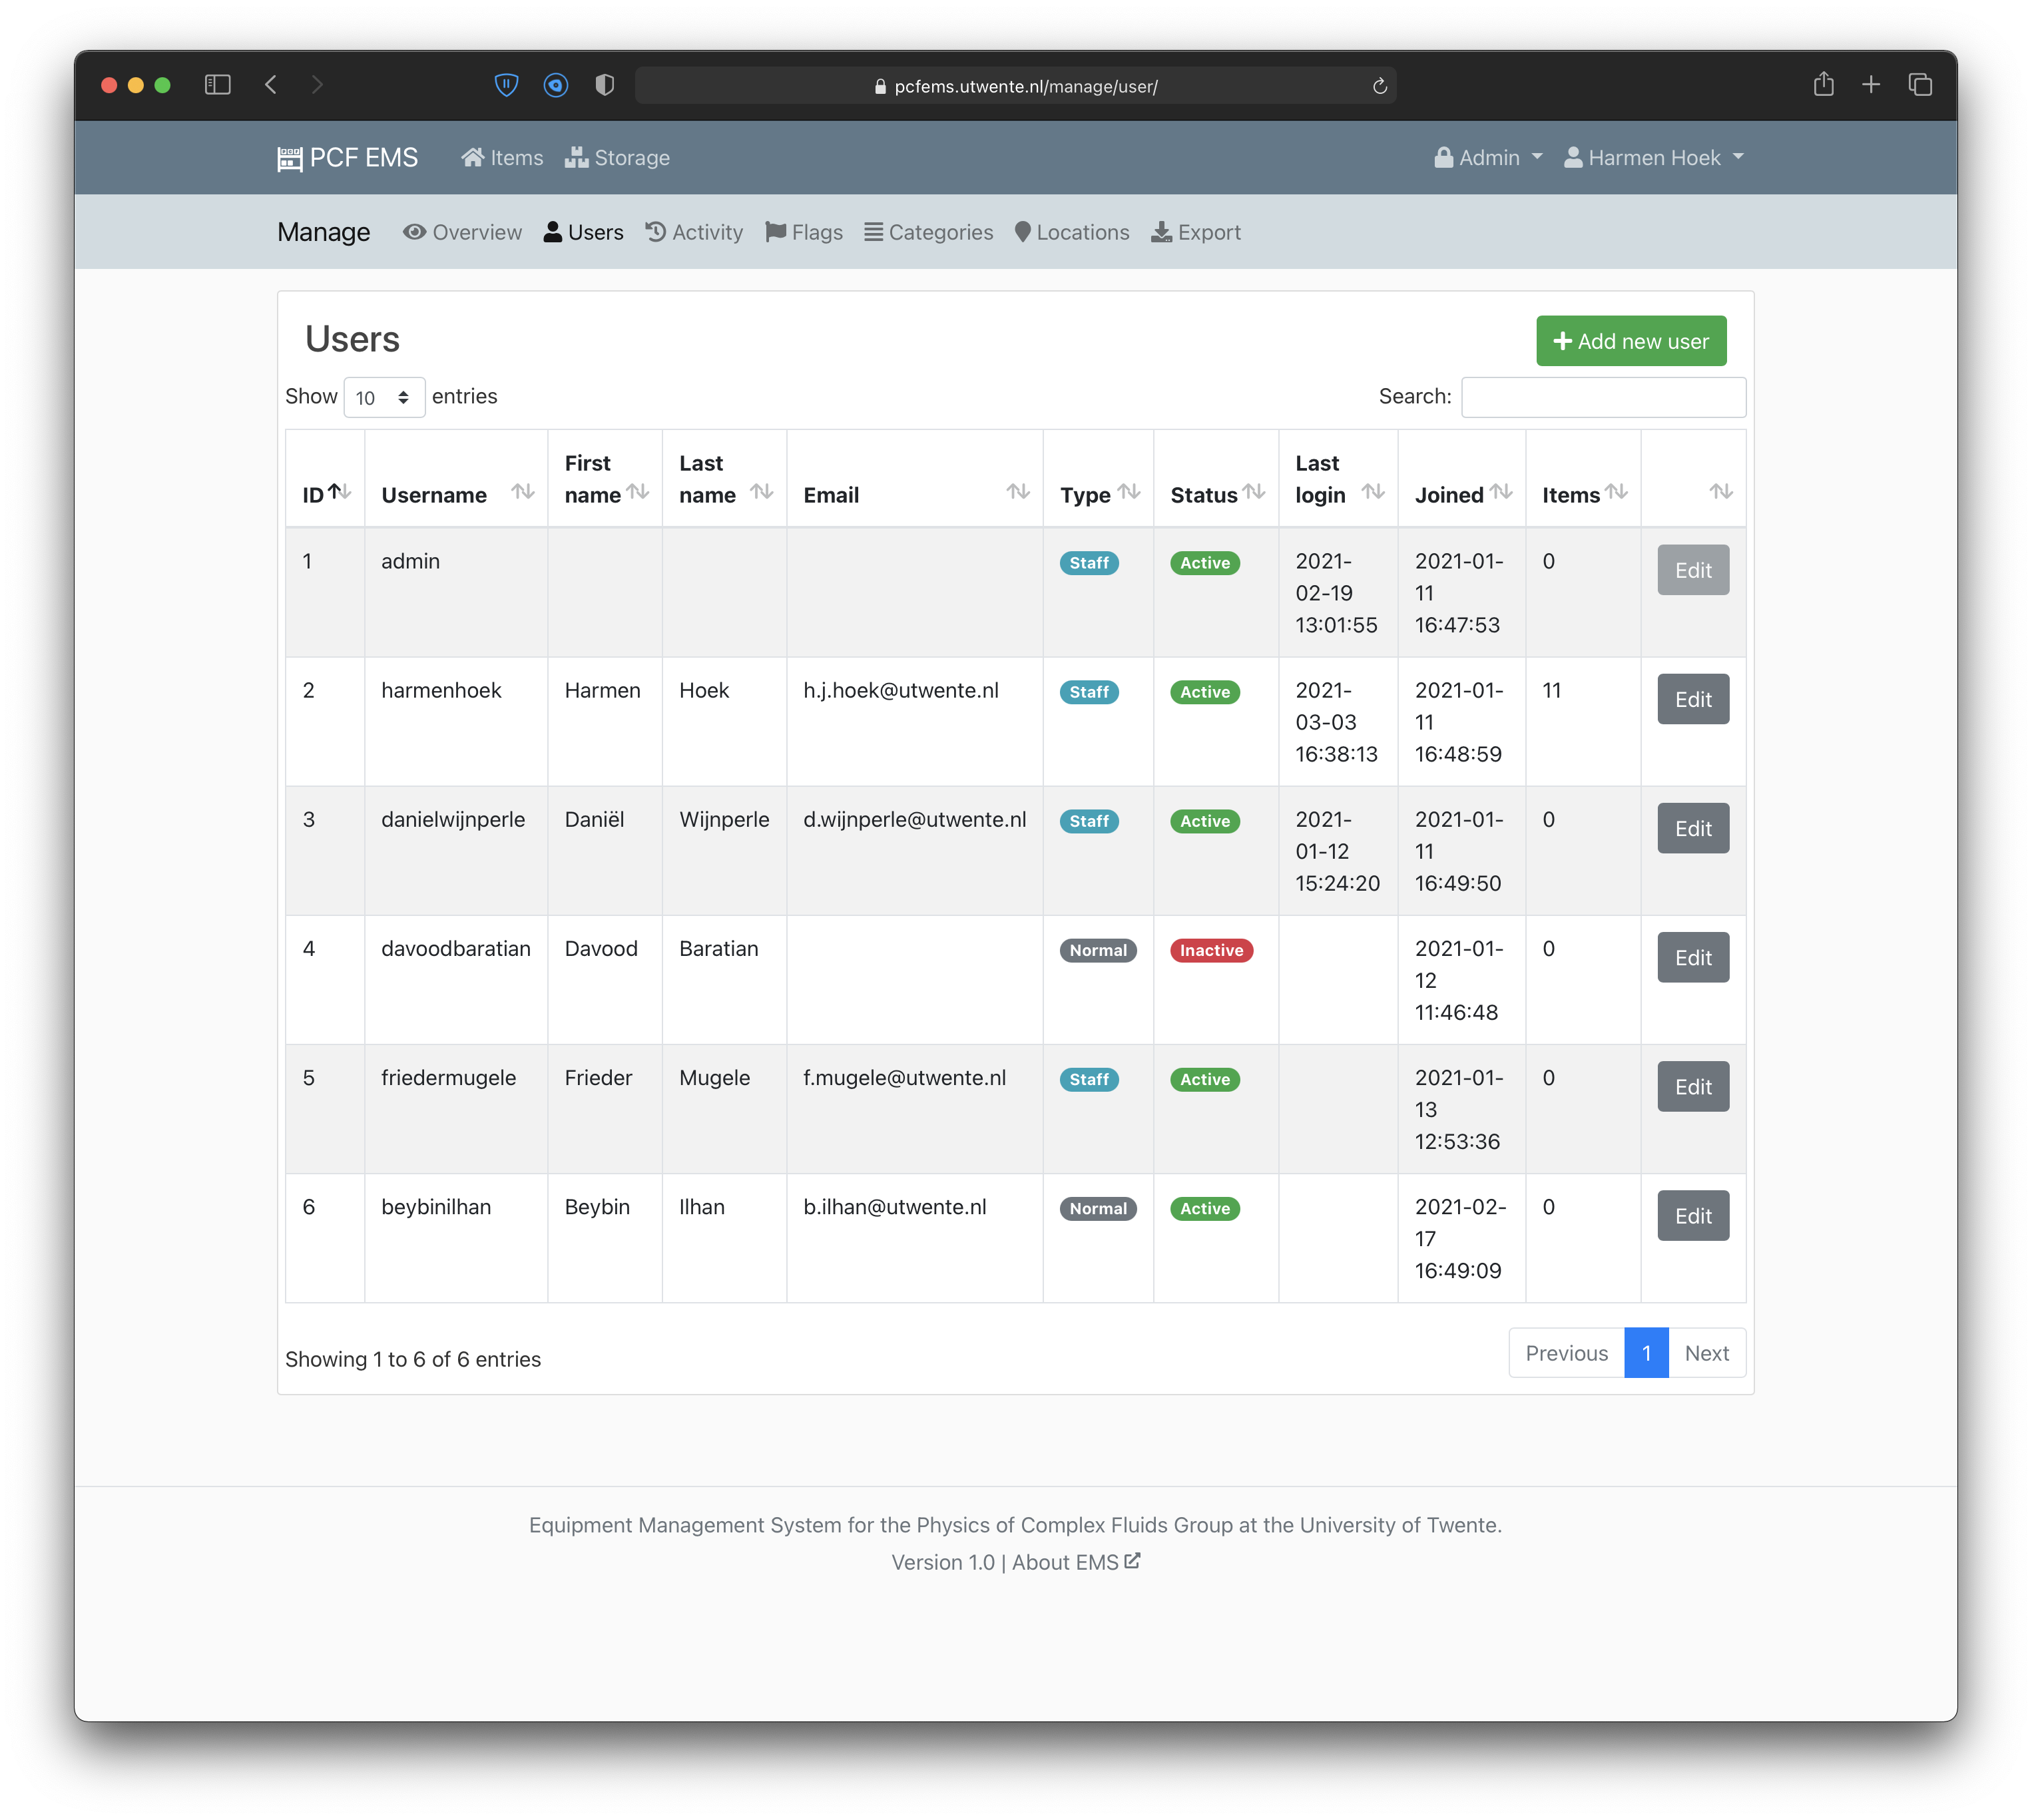 pcfems.utwente.nl/manage/user/
PCF EMS Items Storage Admin Harmen Hoek
Manage Overview Users Activity Flags Categories Locations Export
Users
Add new user
Show 10 entries Search:
ID Username First name Last name Email Type Status Last login Joined Items
1 admin Staff Active 2021-02-19 13:01:55 2021-01-11 16:47:53 0 Edit
2 harmenhoek Harmen Hoek h.j.hoek@utwente.nl Staff Active 2021-03-03 16:38:13 2021-01-11 16:48:59 11 Edit
3 danielwijnperle Daniël Wijnperle d.wijnperle@utwente.nl Staff Active 2021-01-12 15:24:20 2021-01-11 16:49:50 0 Edit
4 davoodbaratian Davood Baratian Normal Inactive 2021-01-12 11:46:48 0 Edit
5 friedermugele Frieder Mugele f.mugele@utwente.nl Staff Active 2021-01-13 12:53:36 0 Edit
6 beybinilhan Beybin Ilhan b.ilhan@utwente.nl Normal Active 2021-02-17 16:49:09 0 Edit
Showing 1 to 6 of 6 entries Previous 1 Next
Equipment Management System for the Physics of Complex Fluids Group at the University of Twente.
Version 1.0 | About EMS